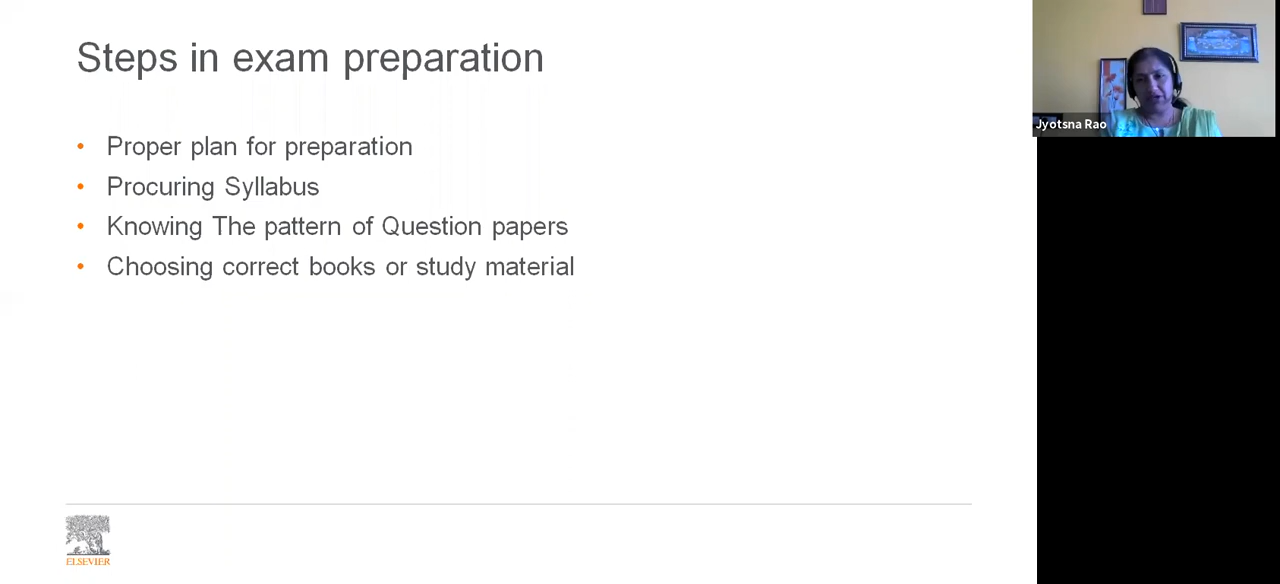 Steps in exam preparation
Proper plan for preparation
Procuring Syllabus
Knowing The pattern of Question papers
Choosing correct books or study material
ELSEVIER
Jyotsna Rao